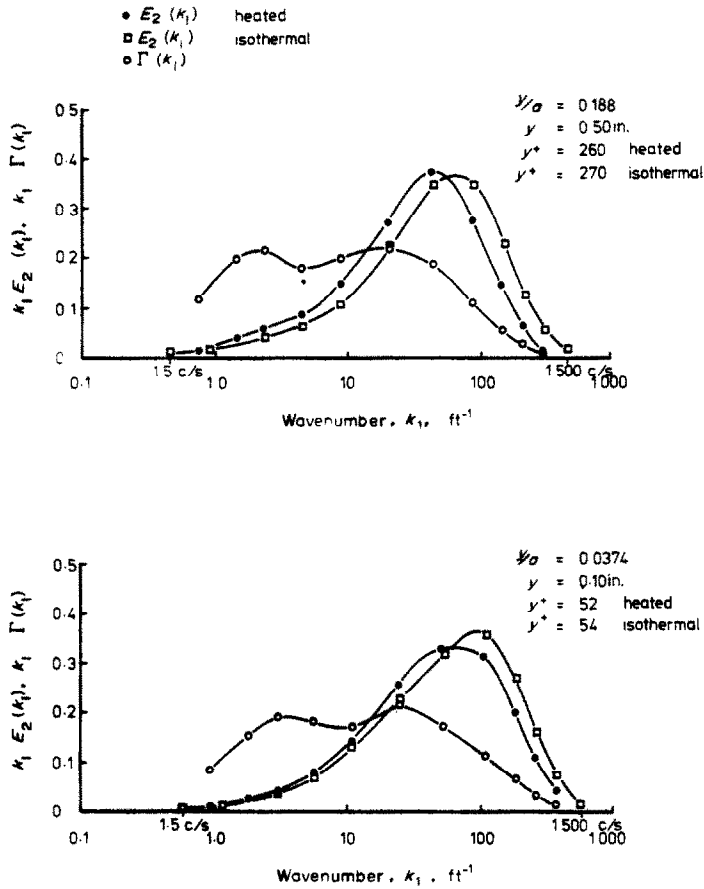 • E₂ (k₁) heated
□ E₂ (k₁) isothermal
○ Γ (k₁)
y/a = 0.188
y = 0.50 in.
y⁺ = 260 heated
y⁺ = 270 isothermal
k₁ E₂ (k₁), k₁ Γ (k₁)
0.5
0.4
0.3
0.2
0.1
0
1.5 c/s
1500 c/s
0.1 1.0 10 100 1000
Wavenumber, k₁, ft⁻¹
y/a = 0.0374
y = 0.10 in.
y⁺ = 52 heated
y⁺ = 54 isothermal
k₁ E₂ (k₁), k₁ Γ (k₁)
0.5
0.4
0.3
0.2
0.1
0
1.5 c/s
1500 c/s
0.1 1.0 10 100 1000
Wavenumber, k₁, ft⁻¹